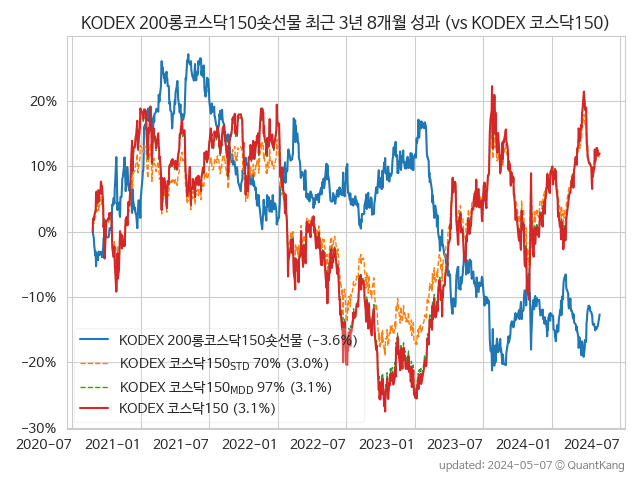 KODEX 200롱코스닥150숏선물 최근 3년 8개월 성과 (vs KODEX 코스닥150)
20%
10%
0%
−10%
−20%
−30%
KODEX 200롱코스닥150숏선물 (−3.6%)
KODEX 코스닥150STD 70% (3.0%)
KODEX 코스닥150MDD 97% (3.1%)
KODEX 코스닥150 (3.1%)
2020-07 2021-01 2021-07 2022-01 2022-07 2023-01 2023-07 2024-01 2024-07
updated: 2024-05-07 © QuantKang